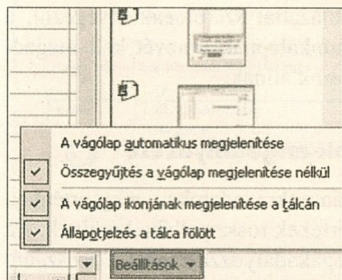 A vágólap automatikus megjelenítése
Összegyűjtés a vágólap megjelenítése nélkül
A vágólap ikonjának megjelenítése a tálcán
Állapotjelzés a tálca fölött
Beállítások